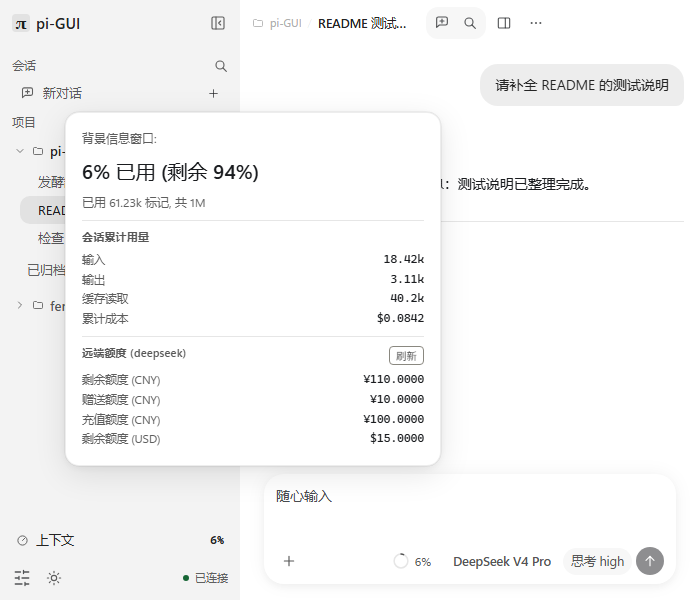 π pi-GUI
会话
新对话
项目
pi-
发酵
READ
检查
已归档
fer
上下文 6%
已连接
pi-GUI / README 测试...
请补全 README 的测试说明
：测试说明已整理完成。
背景信息窗口:
6% 已用 (剩余 94%)
已用 61.23k 标记, 共 1M
会话累计用量
输入 18.42k
输出 3.11k
缓存读取 40.2k
累计成本 $0.0842
远端额度 (deepseek) 刷新
剩余额度 (CNY) ¥110.0000
赠送额度 (CNY) ¥10.0000
充值额度 (CNY) ¥100.0000
剩余额度 (USD) $15.0000
随心输入
6% DeepSeek V4 Pro 思考 high